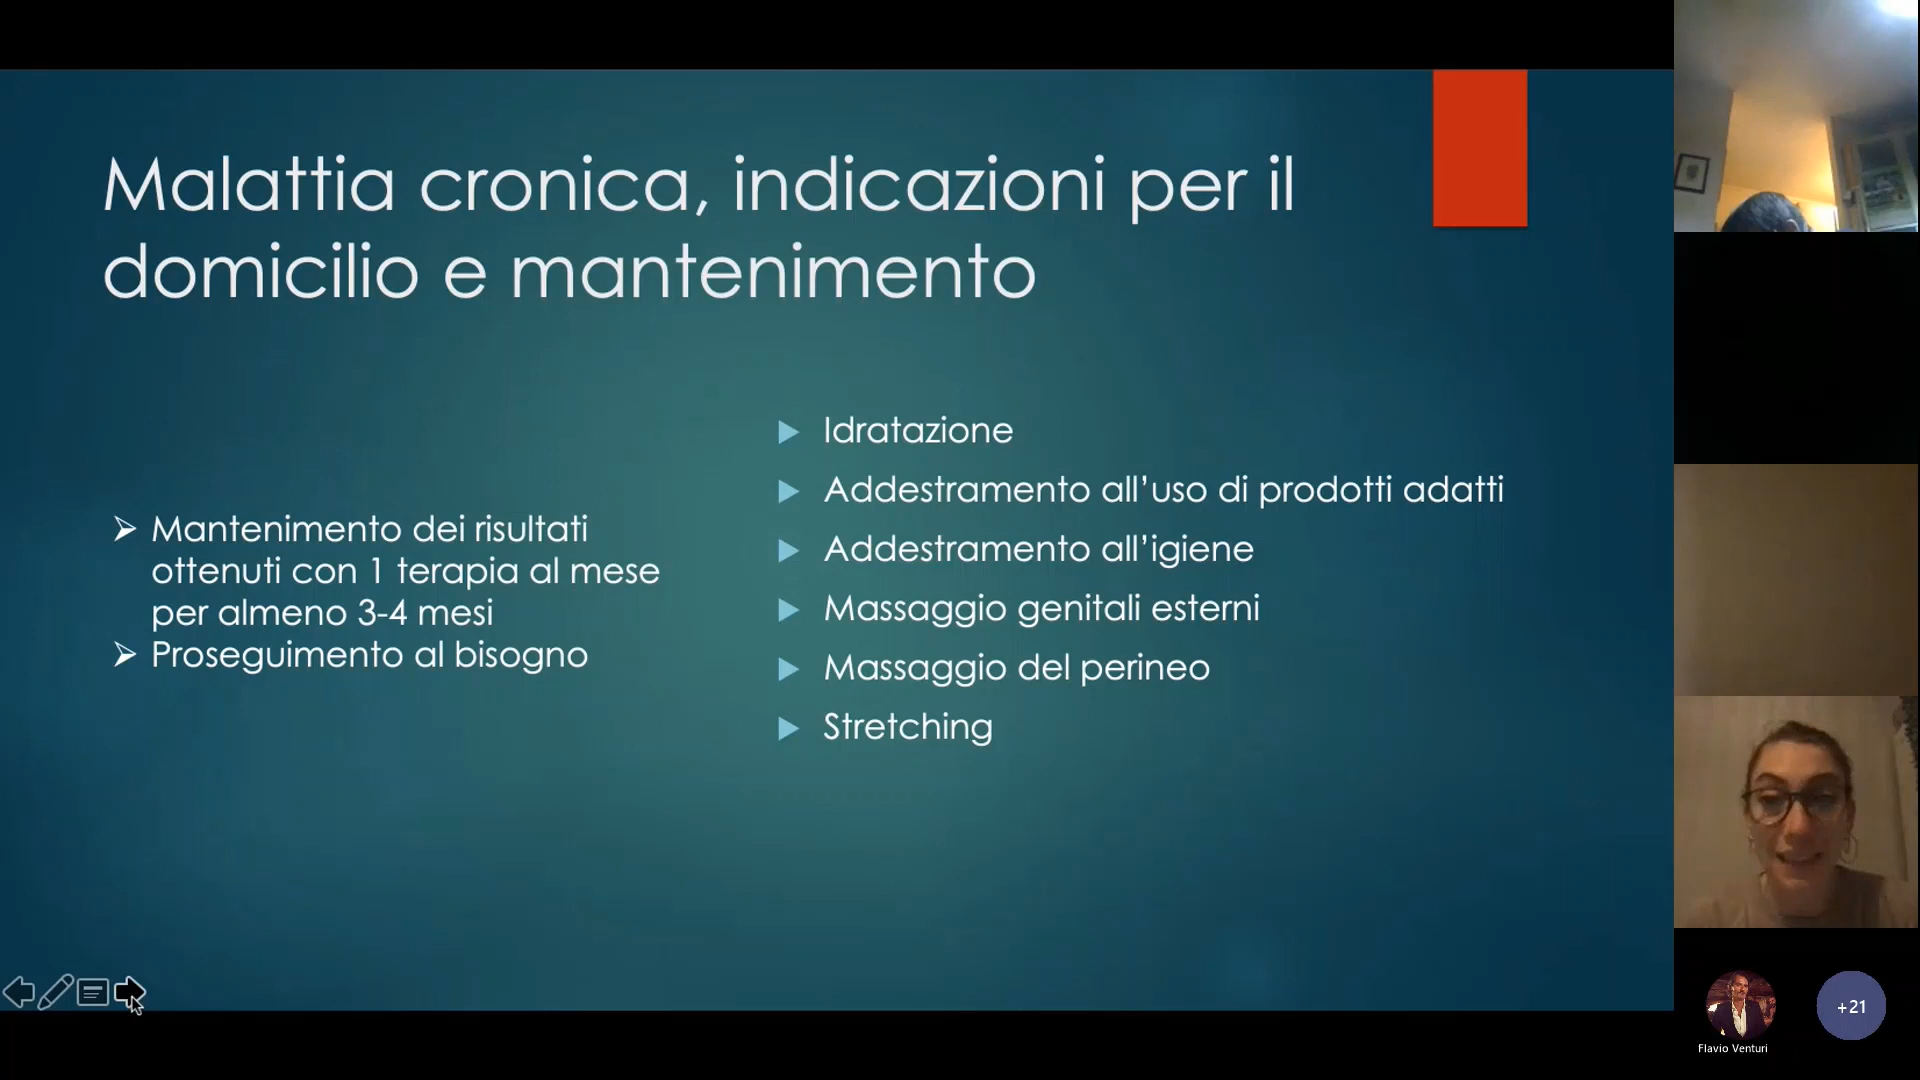 Malattia cronica, indicazioni per il
domicilio e mantenimento
Mantenimento dei risultati
ottenuti con 1 terapia al mese
per almeno 3-4 mesi
Proseguimento al bisogno
Idratazione
Addestramento all’uso di prodotti adatti
Addestramento all’igiene
Massaggio genitali esterni
Massaggio del perineo
Stretching
Flavio Venturi
+21